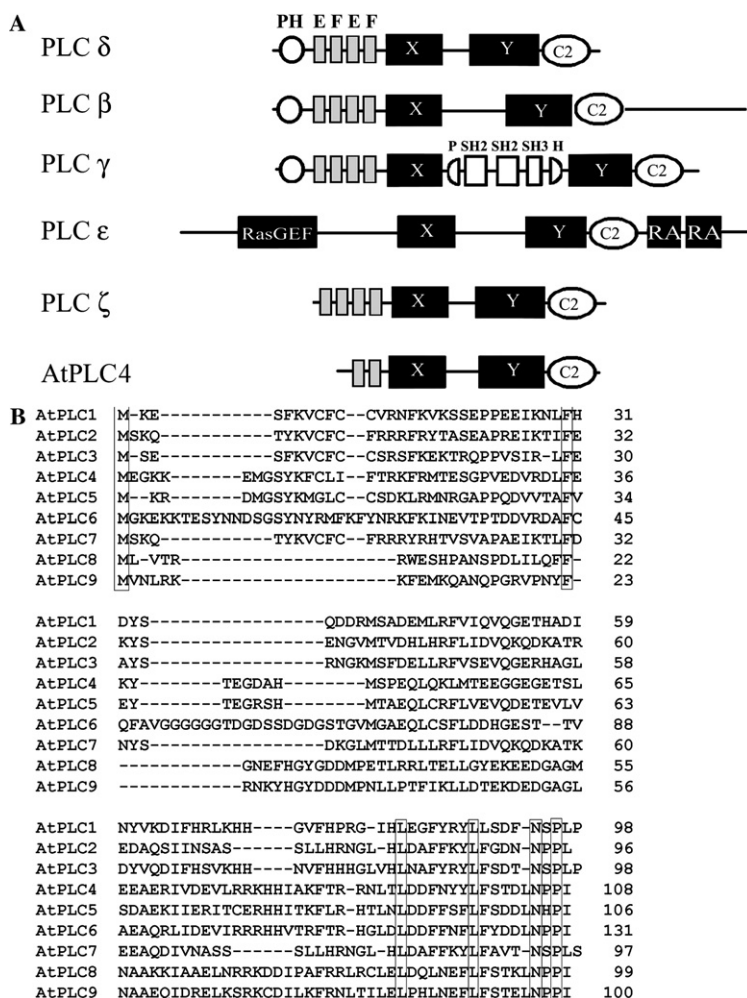 A
PH E F E F
PLC δ X Y C2
PLC β X Y C2
P SH2 SH2 SH3 H
PLC γ X Y C2
PLC ε RasGEF X Y C2 RA RA
PLC ζ X Y C2
AtPLC4 X Y C2
B
AtPLC1 M-KE------------SFKVCFC--CVRNFKVKSSEPPEEIKNLFH 31
AtPLC2 MSKQ------------TYKVCFC--FRRRFRYTASEAPREIKTIFE 32
AtPLC3 M-SE------------SFKVCFC--CSRSFKEKTRQPPVSIR-LFE 30
AtPLC4 MEGKK---------EMGSYKFCLI--FTRKFRMTESGPVEDVRDLFE 36
AtPLC5 M-KR----------DMGSYKMGLC--CSDKLRMNRGAPPQDVVTAFV 34
AtPLC6 MGKEKKTESYNNDSGSYNYRMFKFYNRKFKINEVTPTDDVRDAFC 45
AtPLC7 MSKQ------------TYKVCFC--FRRRYRHTVSVAPAEIKTLFD 32
AtPLC8 ML-VTR-----------------------RWESHPANSPDLILQFF- 22
AtPLC9 MVNLRK-----------------------KFEMKQANQPGRVPNYF- 23
AtPLC1 DYS------------------QDDRMSADEMLRFVIQVQGETHADI 59
AtPLC2 KYS------------------ENGVMTVDHLHRFLIDVQKQDKATR 60
AtPLC3 AYS------------------RNGKMSFDELLRFVSEVQGERHAGL 58
AtPLC4 KY--------TEGDAH------MSPEQLQKLMTEEGGEGETSL 65
AtPLC5 EY--------TEGRSH------MTAEQLCRFLVEVQDETEVLV 63
AtPLC6 QFAVGGGGGGTDGDSSDGDGSTGVMGAEQLCSFLDDHGEST--TV 88
AtPLC7 NYS------------------DKGLMTTDLLLRFLIDVQKQDKATK 60
AtPLC8 ------------GNEFHGYGDDDMPETLRRLTELLGYEKEEDGAGM 55
AtPLC9 ------------RNKYHGYDDDDMPNLLPTFIKLLDTEKDEDGAGL 56
AtPLC1 NYVKDIFHRLKHH----GVFHPRG-IHLEGFYRYLLSDF-NSPLP 98
AtPLC2 EDAQSIINSAS------SLLHRNGL-HLDAFFKYLFGDN-NPPL 96
AtPLC3 DYVQDIFHSVKHH----NVFHHHGLVHLNAFYRYLFSDT-NSPLP 98
AtPLC4 EEAERIVDEVLRRKHHIAKFTR-RNLTLDDFNYYLFSTDLNPPI 108
AtPLC5 SDAEKIIERITCERHHITKFLR-HTLNLDDFFSFLFSDDLNHPI 106
AtPLC6 AEAQRLIDEVIRRRHHVTRFTR-HGLDLDDFFNFLFYDDLNPPI 131
AtPLC7 EEAQDIVNASS------SLLHRNGL-HLDAFFKYLFAVT-NSPLS 97
AtPLC8 NAAKKIAAELNRRKDDIPAFRRLRCLELDQLNEFLFSTKLNPPI 99
AtPLC9 NAAEQIDRELKSRKCDILKFRNLTILELPHLNEFLFSTELNPPI 100